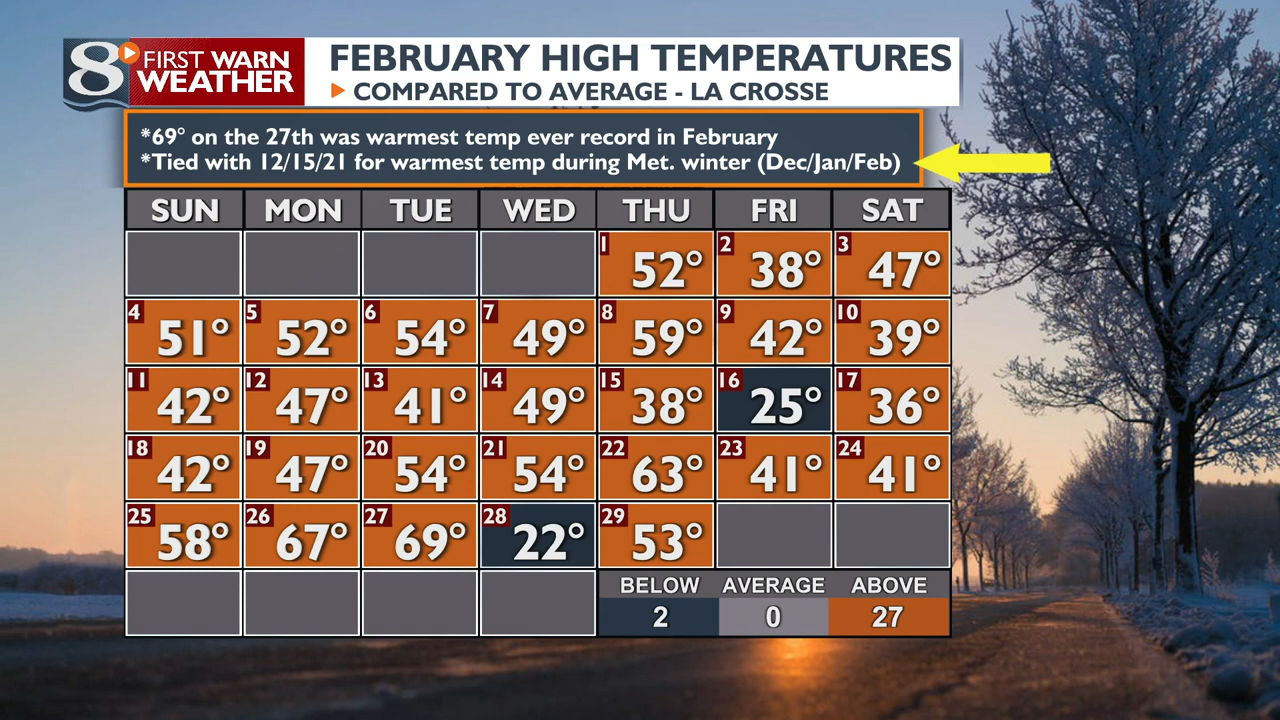 8 FIRST WARN
WEATHER
FEBRUARY HIGH TEMPERATURES
COMPARED TO AVERAGE - LA CROSSE
*69° on the 27th was warmest temp ever record in February
*Tied with 12/15/21 for warmest temp during Met. winter (Dec/Jan/Feb)
SUN MON TUE WED THU FRI SAT
1 52° 2 38° 3 47°
4 51° 5 52° 6 54° 7 49° 8 59° 9 42° 10 39°
11 42° 12 47° 13 41° 14 49° 15 38° 16 25° 17 36°
18 42° 19 47° 20 54° 21 54° 22 63° 23 41° 24 41°
25 58° 26 67° 27 69° 28 22° 29 53°
BELOW AVERAGE ABOVE
2 0 27